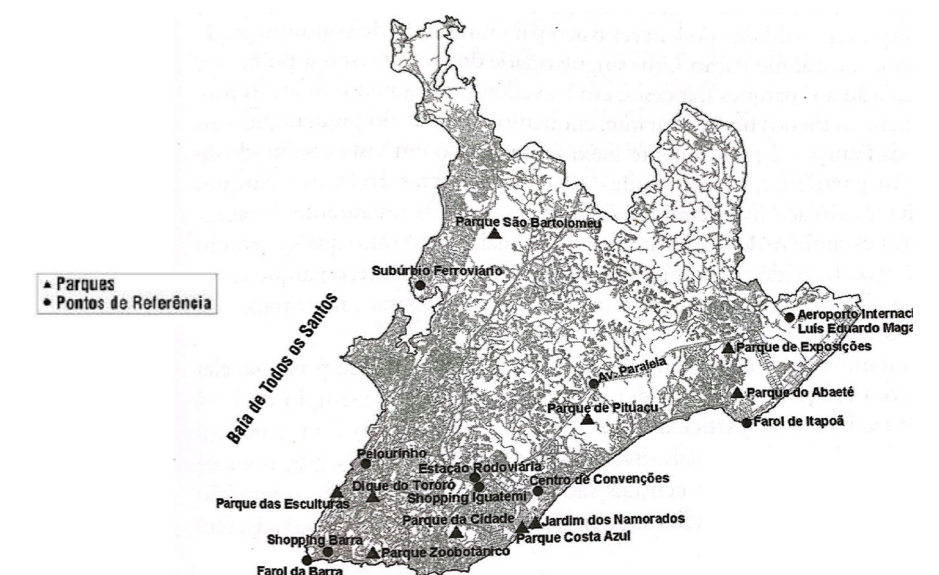 Parque São Bartolomeu
Subúrbio Ferroviário
▲ Parques
● Pontos de Referência
Baía de Todos os Santos
Aeroporto Internaci
Luís Eduardo Maga
Parque de Exposições
Av. Paralela
Parque do Abaeté
Parque de Pituaçu
Farol de Itapoã
Pelourinho
Estação Rodoviária
Dique do Tororó
Shopping Iguatemi
Centro de Convenções
Parque das Esculturas
Parque da Cidade
Jardim dos Namorados
Parque Costa Azul
Shopping Barra
Parque Zoobotânico
Farol da Barra